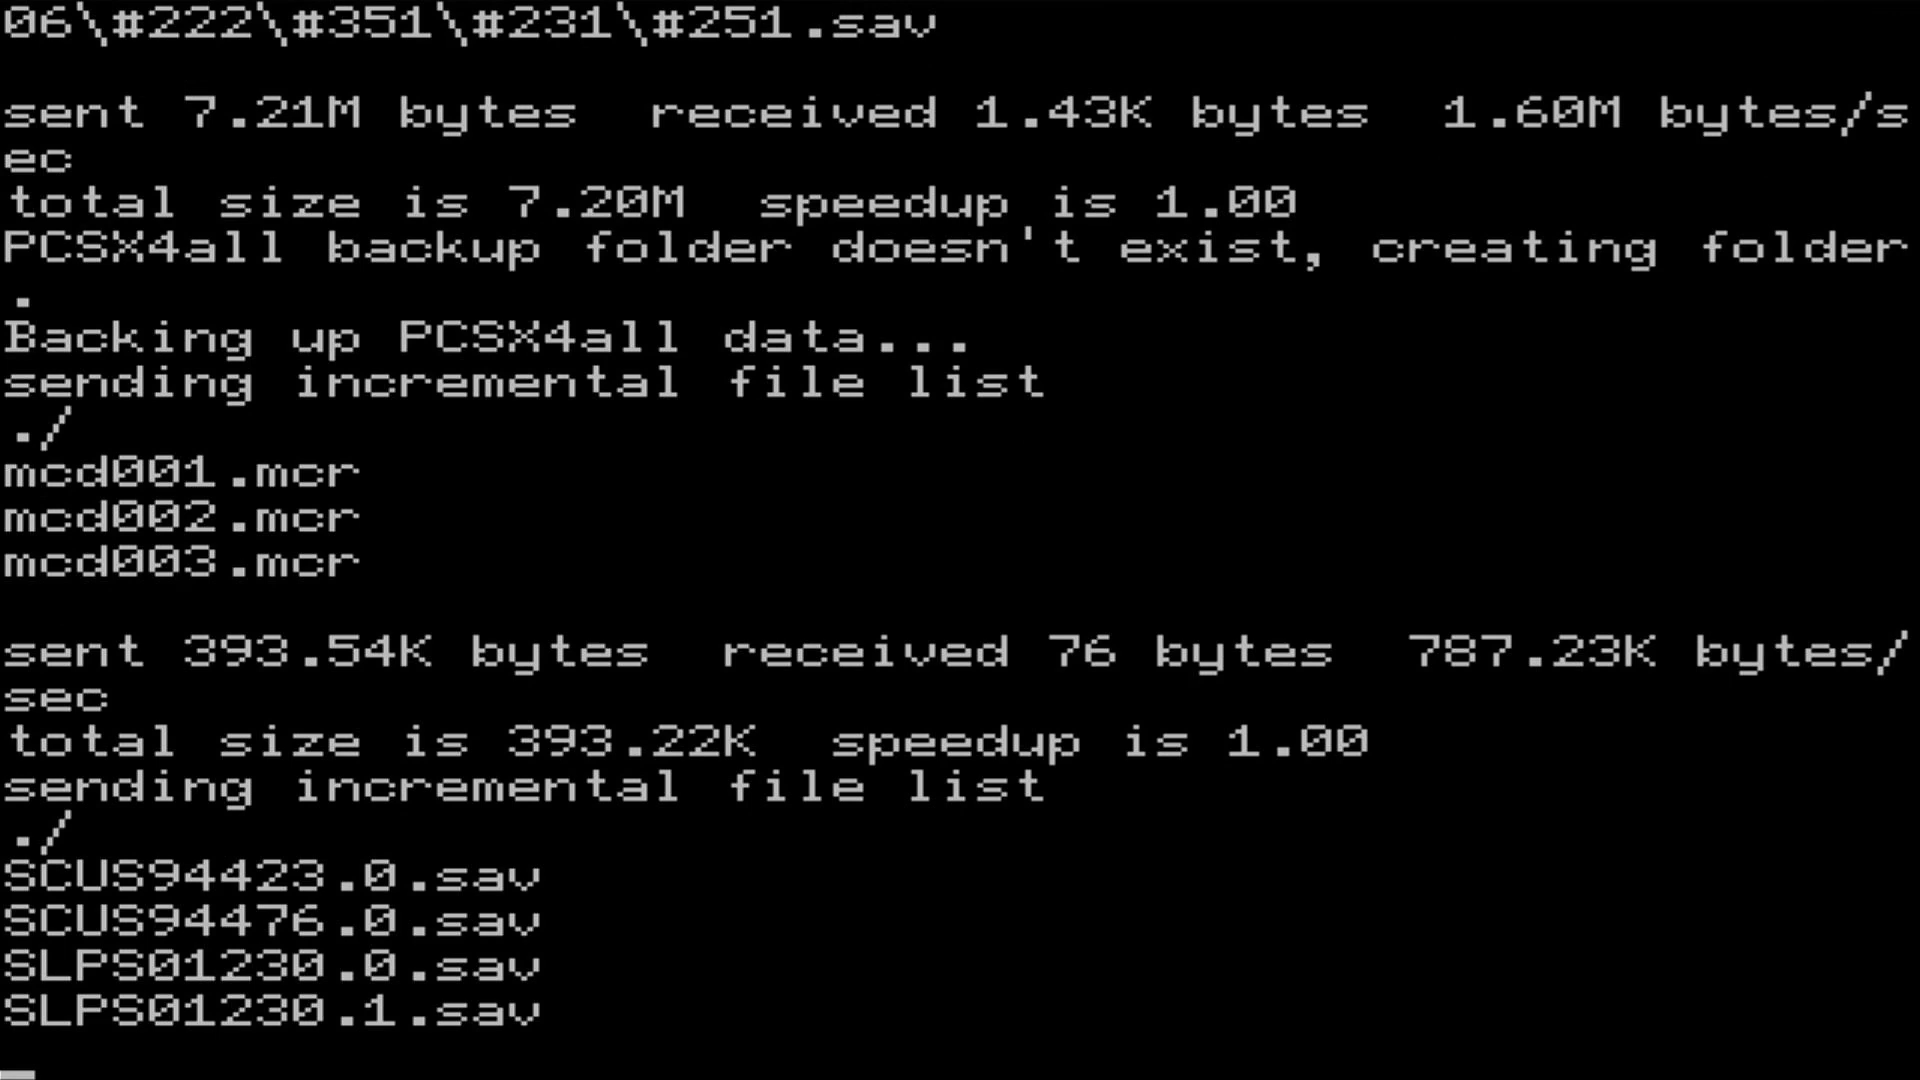 06\#222\#351\#231\#251.sav
sent 7.21M bytes  received 1.43K bytes  1.60M bytes/s
ec
total size is 7.20M  speedup is 1.00
PCSX4all backup folder doesn't exist, creating folder
.
Backing up PCSX4all data...
sending incremental file list
./
mcd001.mcr
mcd002.mcr
mcd003.mcr
sent 393.54K bytes  received 76 bytes  787.23K bytes/
sec
total size is 393.22K  speedup is 1.00
sending incremental file list
./
SCUS94423.0.sav
SCUS94476.0.sav
SLPS01230.0.sav
SLPS01230.1.sav